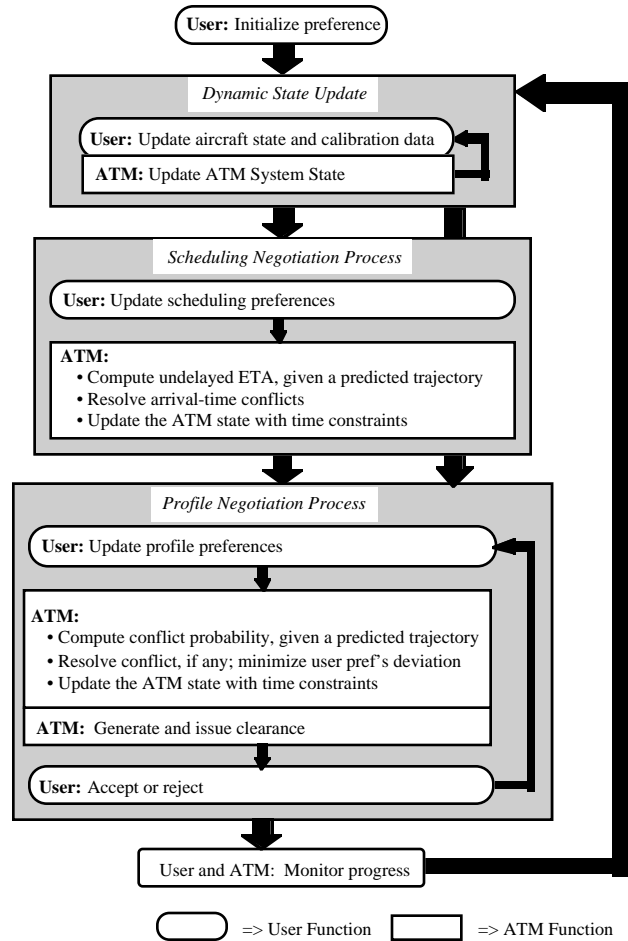 User: Initialize preference
Dynamic State Update
User: Update aircraft state and calibration data
ATM: Update ATM System State
Scheduling Negotiation Process
User: Update scheduling preferences
ATM:
• Compute undelayed ETA, given a predicted trajectory
• Resolve arrival-time conflicts
• Update the ATM state with time constraints
Profile Negotiation Process
User: Update profile preferences
ATM:
• Compute conflict probability, given a predicted trajectory
• Resolve conflict, if any; minimize user pref's deviation
• Update the ATM state with time constraints
ATM: Generate and issue clearance
User: Accept or reject
User and ATM: Monitor progress
=> User Function
=> ATM Function